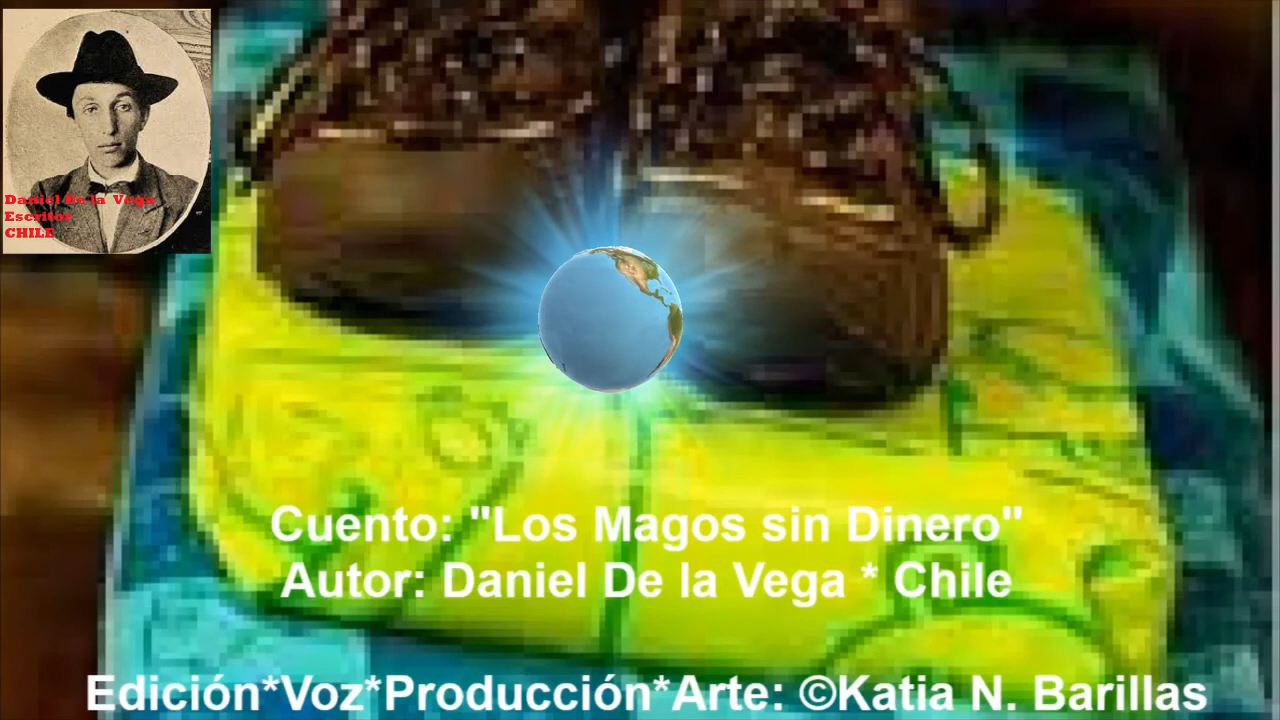 Daniel De la Vega
Escritor
CHILE
Cuento: "Los Magos sin Dinero"
Autor: Daniel De la Vega * Chile
Edición*Voz*Producción*Arte: ©Katia N. Barillas